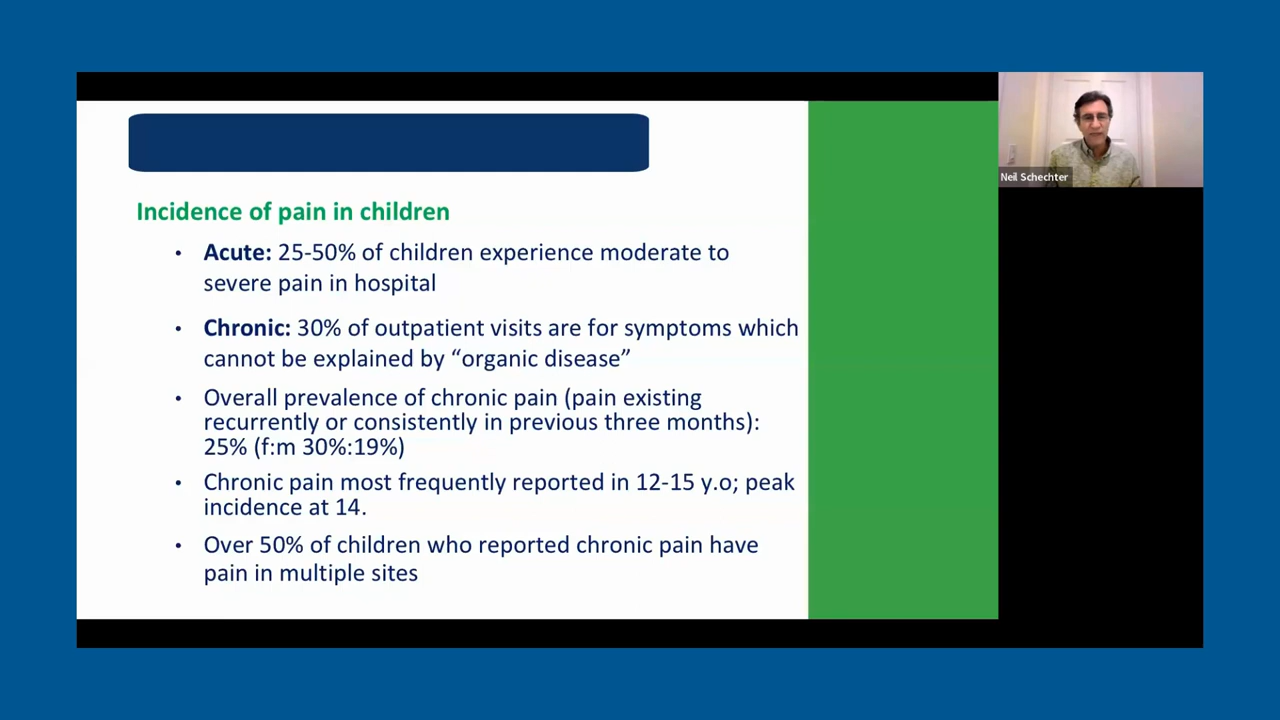 Incidence of pain in children
• Acute: 25-50% of children experience moderate to
severe pain in hospital
• Chronic: 30% of outpatient visits are for symptoms which
cannot be explained by “organic disease”
• Overall prevalence of chronic pain (pain existing
recurrently or consistently in previous three months):
25% (f:m 30%:19%)
• Chronic pain most frequently reported in 12-15 y.o; peak
incidence at 14.
• Over 50% of children who reported chronic pain have
pain in multiple sites
Neil Schechter